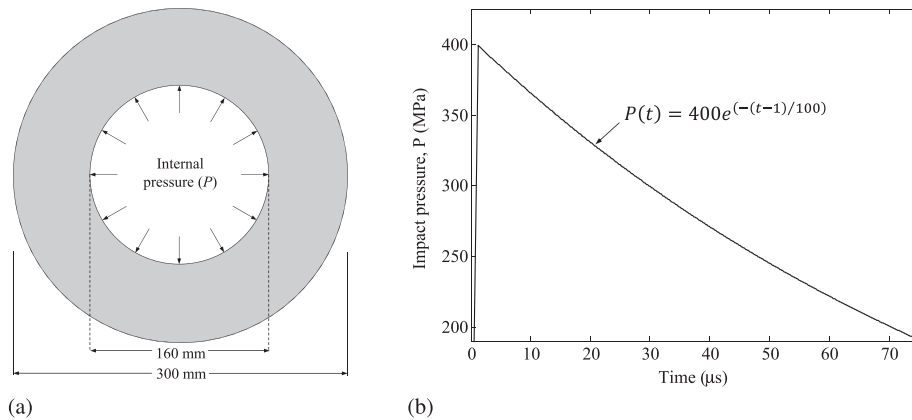 Internal
pressure (P)
160 mm
300 mm
(a)
400
350
300
250
200
0
10
20
30
40
50
60
70
Impact pressure, P (MPa)
Time (μs)
P(t) = 400e^(-(t-1)/100)
(b)